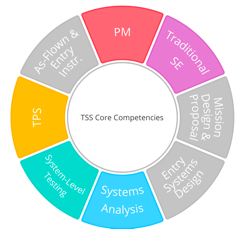 PM
Traditional
SE
Mission
Design &
Proposal
Entry
Systems
Design
Systems
Analysis
System-Level
Testing
TPS
As-Flown &
Entry
Instr.
TSS Core Competencies